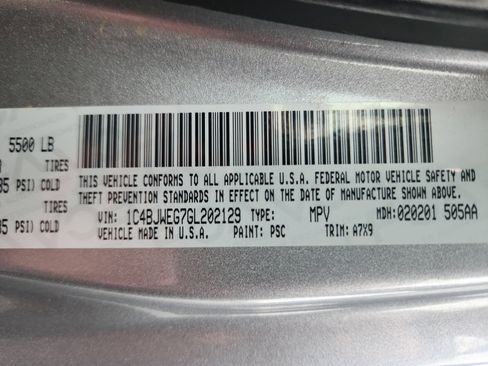 5500 LB
TIRES
35 PSI) COLD
TIRES
35 PSI) COLD
THIS VEHICLE CONFORMS TO ALL APPLICABLE U.S.A. FEDERAL MOTOR VEHICLE SAFETY AND
THEFT PREVENTION STANDARDS IN EFFECT ON THE DATE OF MANUFACTURE SHOWN ABOVE.
VIN: 1C4BJWEG7GL202129 TYPE: MPV MDH: 020201 505AA
VEHICLE MADE IN U.S.A. PAINT: PSC TRIM: A7X9